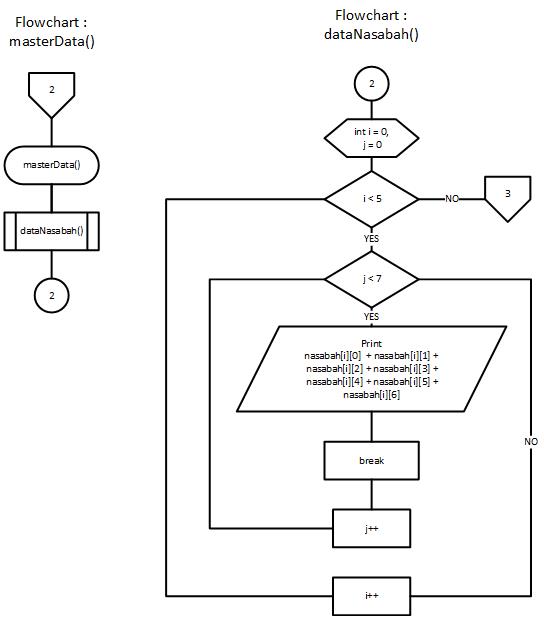 Flowchart :
masterData()
2
masterData()
dataNasabah()
2
Flowchart :
dataNasabah()
2
int i = 0,
j = 0
i < 5
NO
3
YES
j < 7
YES
Print
nasabah[i][0] + nasabah[i][1] +
nasabah[i][2] + nasabah[i][3] +
nasabah[i][4] + nasabah[i][5] +
nasabah[i][6]
NO
break
j++
i++